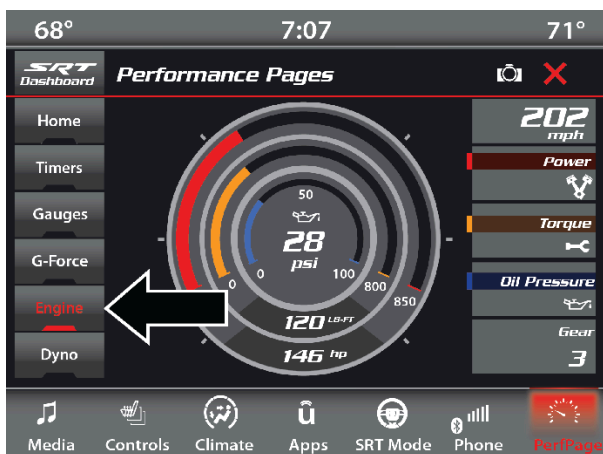 68°
7:07
71°
SRT
Dashboard
Performance Pages
Home
Timers
Gauges
G-Force
Engine
Dyno
50
28
psi
0
100
0
800
850
120 LB-FT
146 hp
202
mph
Power
Torque
Oil Pressure
Gear
3
Media
Controls
Climate
Apps
SRT Mode
Phone
PerfPage